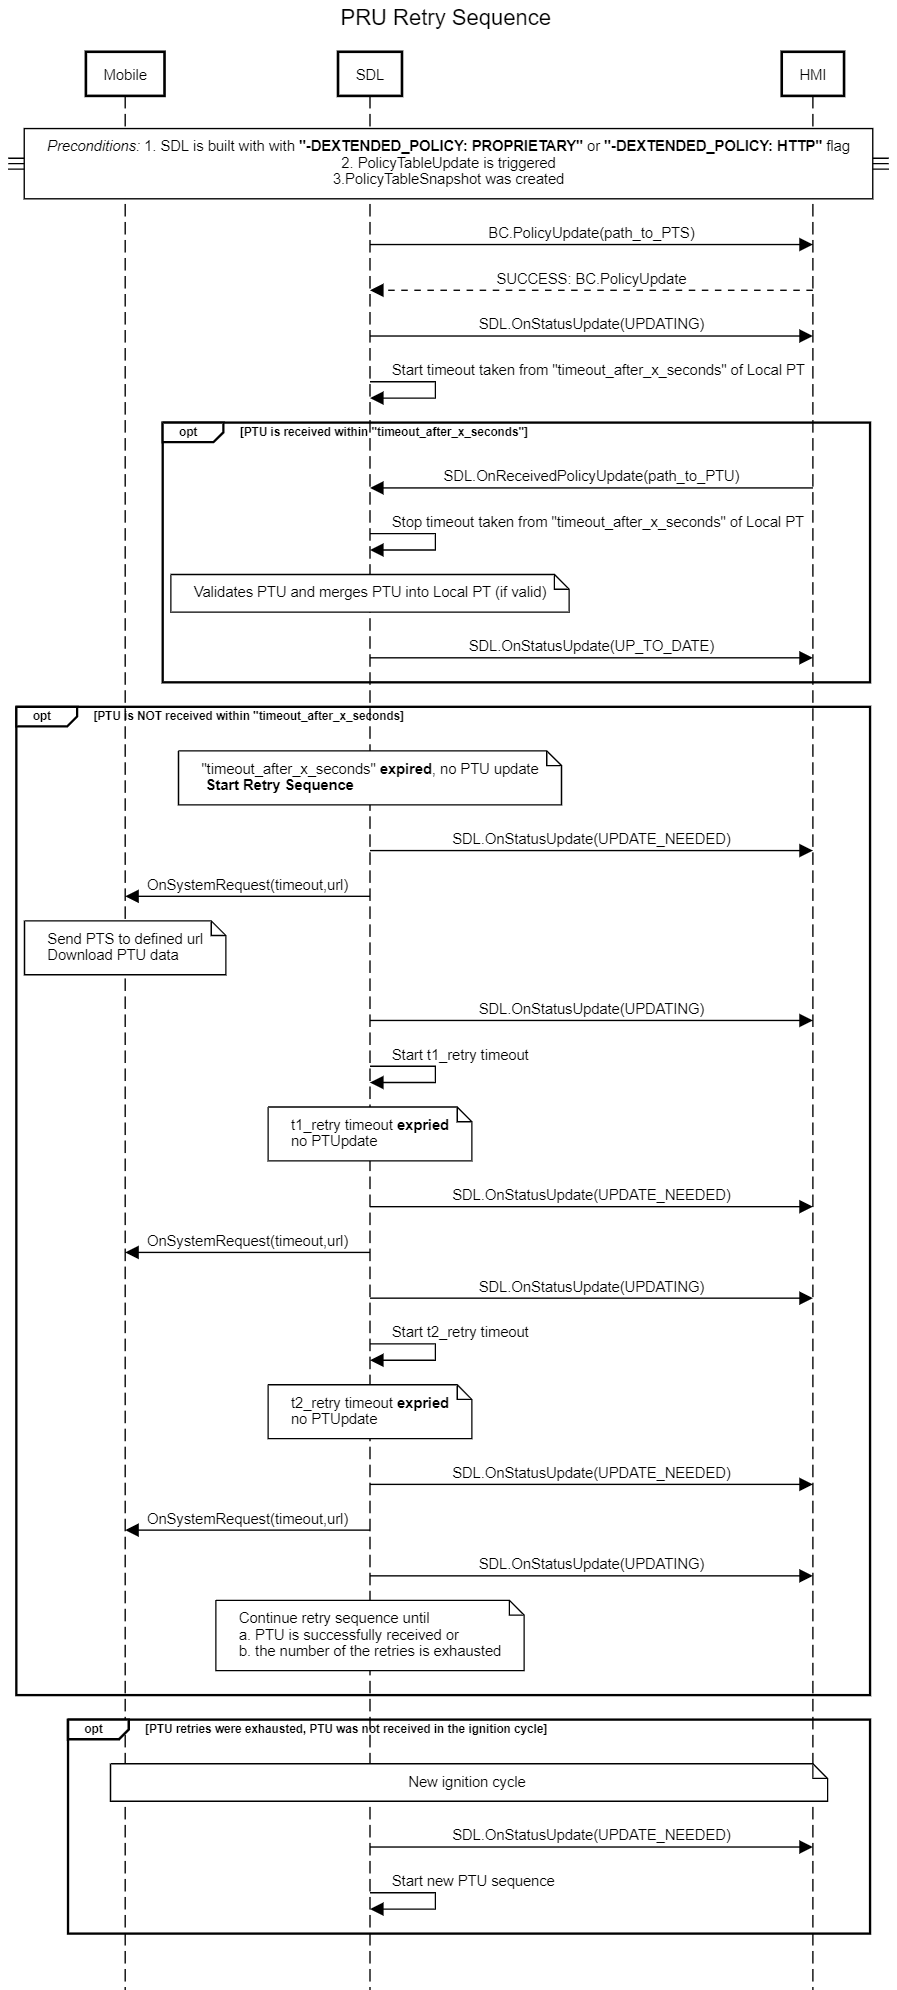 PRU Retry Sequence
Mobile
SDL
HMI
Preconditions: 1. SDL is built with with "-DEXTENDED_POLICY: PROPRIETARY" or "-DEXTENDED_POLICY: HTTP" flag
2. PolicyTableUpdate is triggered
3.PolicyTableSnapshot was created
BC.PolicyUpdate(path_to_PTS)
SUCCESS: BC.PolicyUpdate
SDL.OnStatusUpdate(UPDATING)
Start timeout taken from "timeout_after_x_seconds" of Local PT
opt [PTU is received within "timeout_after_x_seconds"]
SDL.OnReceivedPolicyUpdate(path_to_PTU)
Stop timeout taken from "timeout_after_x_seconds" of Local PT
Validates PTU and merges PTU into Local PT (if valid)
SDL.OnStatusUpdate(UP_TO_DATE)
opt [PTU is NOT received within "timeout_after_x_seconds]
"timeout_after_x_seconds" expired, no PTU update
Start Retry Sequence
SDL.OnStatusUpdate(UPDATE_NEEDED)
OnSystemRequest(timeout,url)
Send PTS to defined url
Download PTU data
SDL.OnStatusUpdate(UPDATING)
Start t1_retry timeout
t1_retry timeout expried
no PTUpdate
SDL.OnStatusUpdate(UPDATE_NEEDED)
OnSystemRequest(timeout,url)
SDL.OnStatusUpdate(UPDATING)
Start t2_retry timeout
t2_retry timeout expried
no PTUpdate
SDL.OnStatusUpdate(UPDATE_NEEDED)
OnSystemRequest(timeout,url)
SDL.OnStatusUpdate(UPDATING)
Continue retry sequence until
a. PTU is successfully received or
b. the number of the retries is exhausted
opt [PTU retries were exhausted, PTU was not received in the ignition cycle]
New ignition cycle
SDL.OnStatusUpdate(UPDATE_NEEDED)
Start new PTU sequence